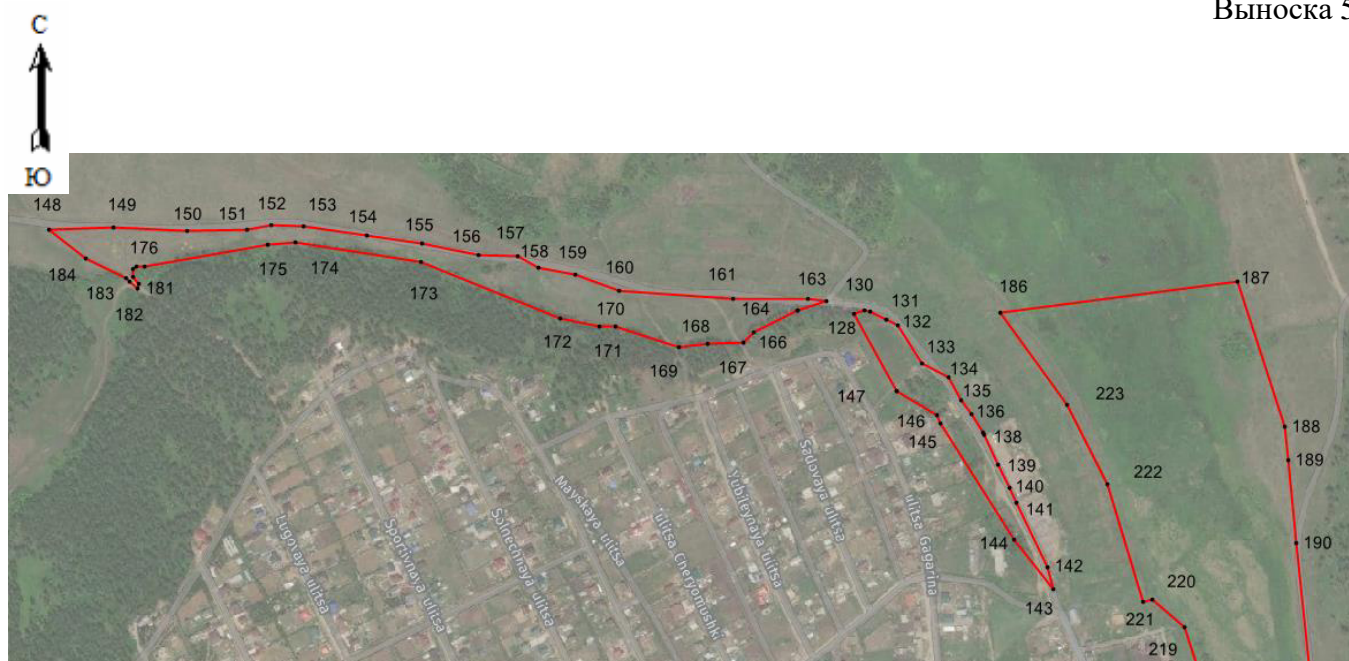 Выноска 5
С
Ю
148 149 150 151 152 153 154 155 156 157 158 159 160 161 163 130 131 132 133 134 135 136 138 139 140 141 142 143
184 183 182 181 176 175 174 173 172 171 170 169 168 167 166 164 128 147 146 145 144
186 187 188 189 190
223 222 221 220 219
Lugovaya ulitsa
Sportivnaya ulitsa
Solnechnaya ulitsa
Mayskaya ulitsa
ulitsa Cheryomushki
Yubileynaya ulitsa
Sadovaya ulitsa
ulitsa Gagarina